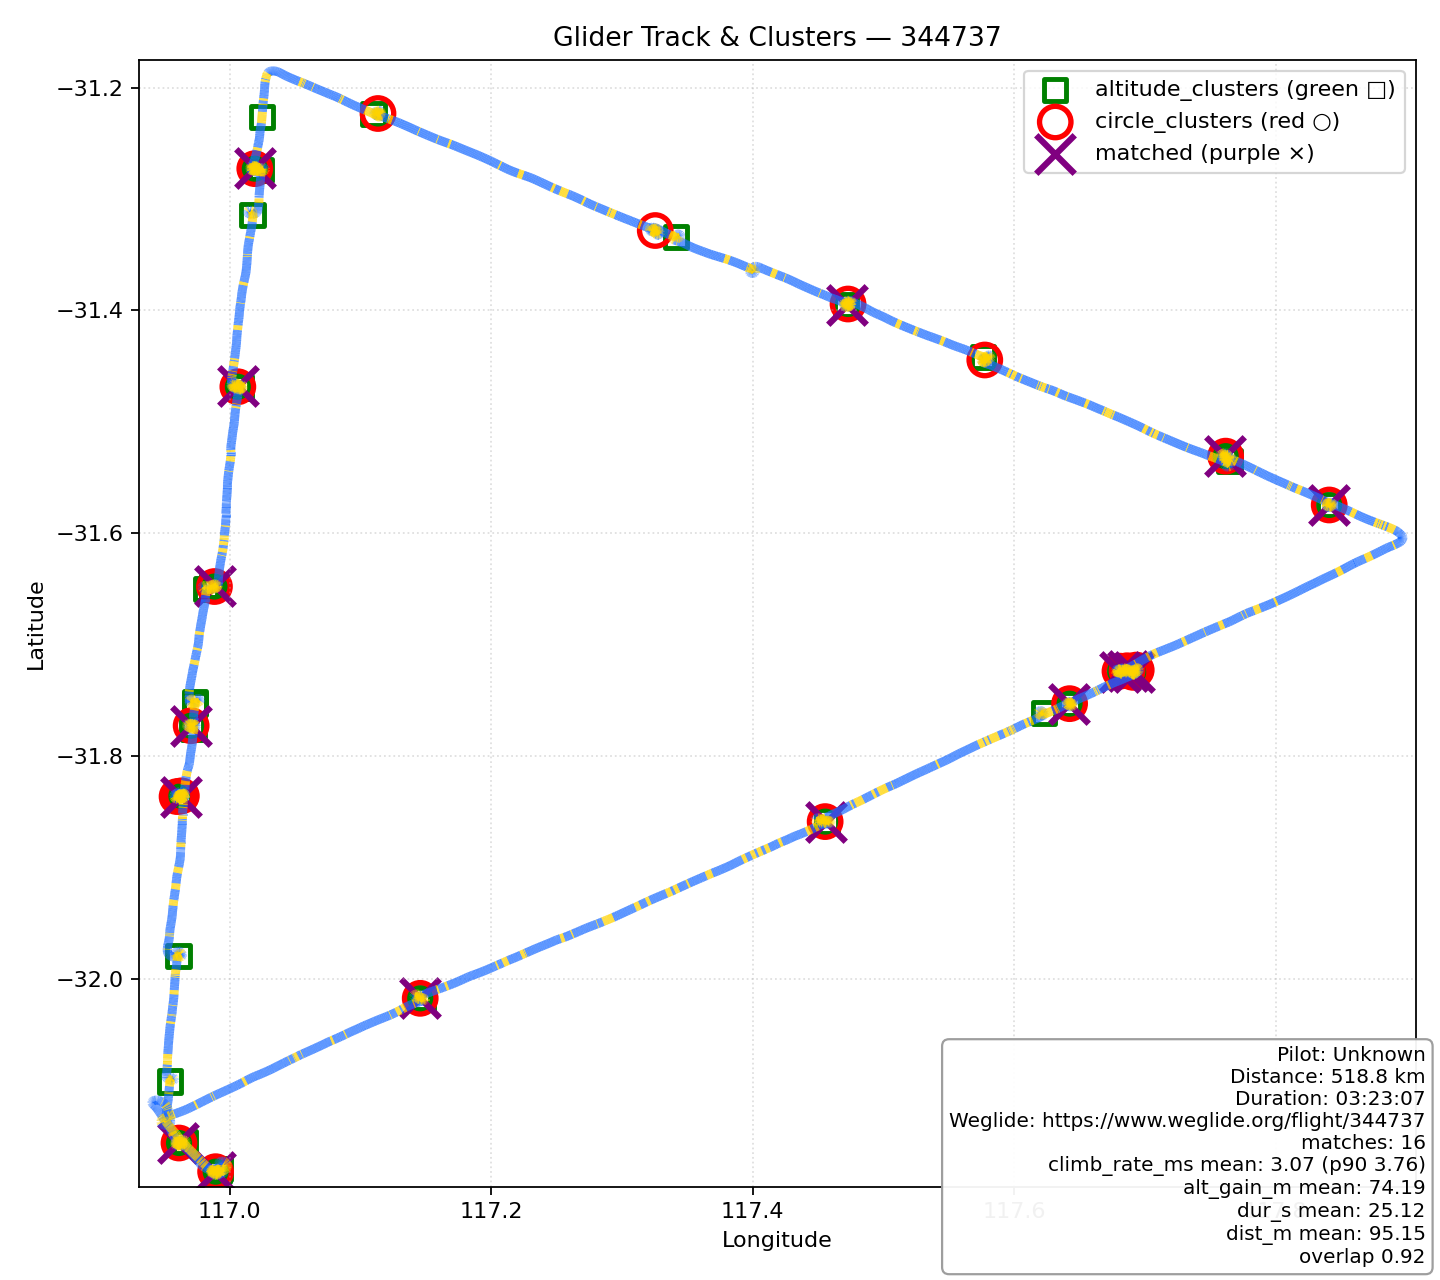 Glider Track & Clusters — 344737
altitude_clusters (green □)
circle_clusters (red ○)
matched (purple ×)
−31.2
−31.4
−31.6
−31.8
−32.0
Latitude
117.0
117.2
117.4
117.6
Longitude
Pilot: Unknown
Distance: 518.8 km
Duration: 03:23:07
Weglide: https://www.weglide.org/flight/344737
matches: 16
climb_rate_ms mean: 3.07 (p90 3.76)
alt_gain_m mean: 74.19
dur_s mean: 25.12
dist_m mean: 95.15
overlap 0.92